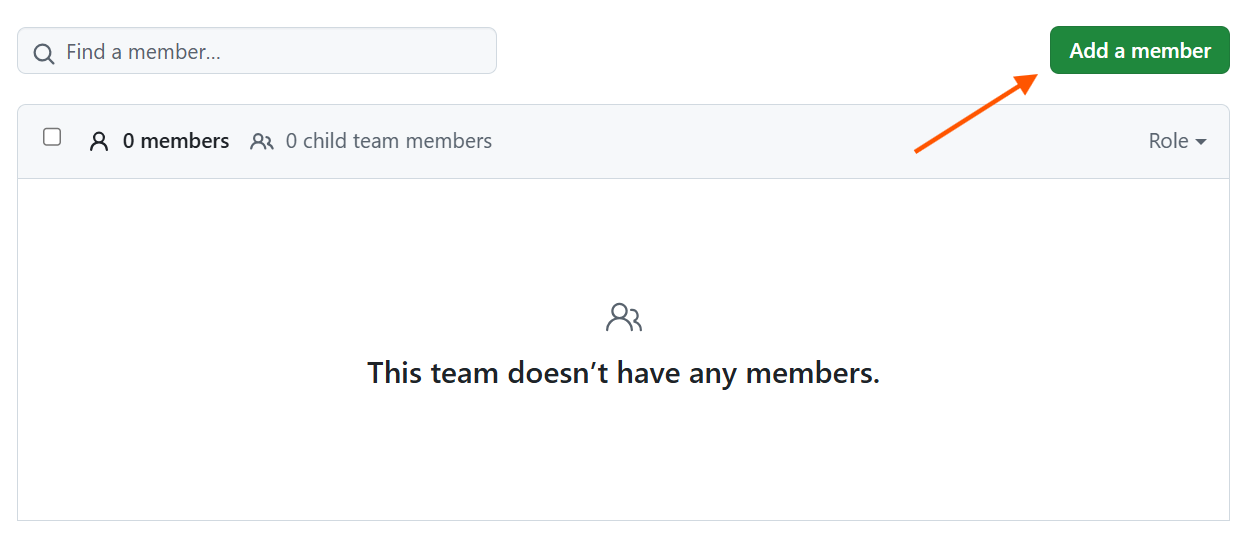 Find a member...
Add a member
0 members 0 child team members Role
This team doesn’t have any members.